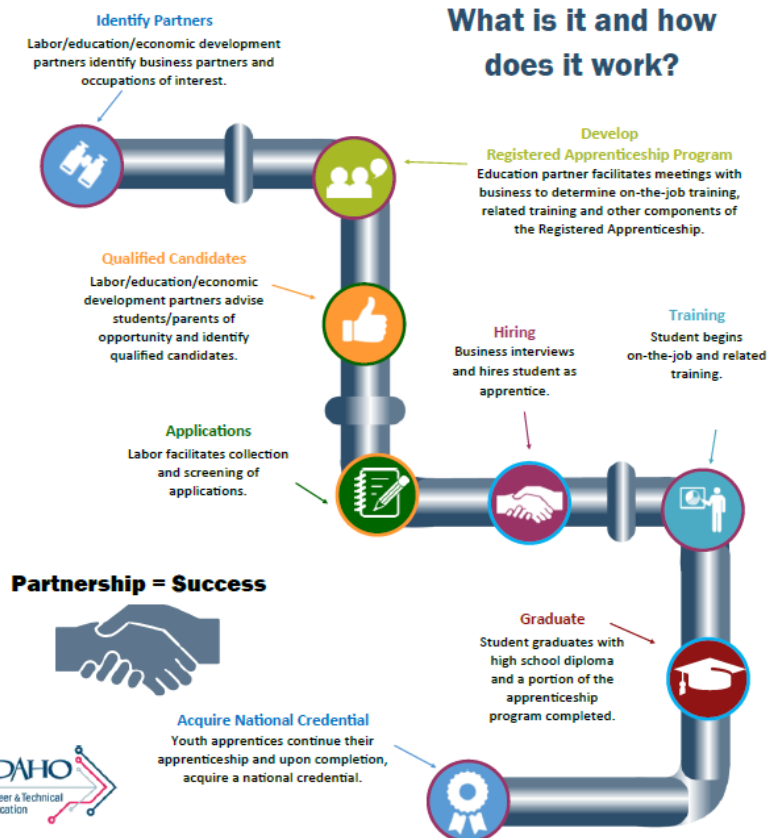 What is it and how
does it work?
Identify Partners
Labor/education/economic development
partners identify business partners and
occupations of interest.
Develop
Registered Apprenticeship Program
Education partner facilitates meetings with
business to determine on-the-job training,
related training and other components of
the Registered Apprenticeship.
Qualified Candidates
Labor/education/economic
development partners advise
students/parents of
opportunity and identify
qualified candidates.
Applications
Labor facilitates collection
and screening of
applications.
Hiring
Business interviews
and hires student as
apprentice.
Training
Student begins
on-the-job and related
training.
Partnership = Success
Graduate
Student graduates with
high school diploma
and a portion of the
apprenticeship
program completed.
Acquire National Credential
Youth apprentices continue their
apprenticeship and upon completion,
acquire a national credential.
DAHO
eer & Technical
cation